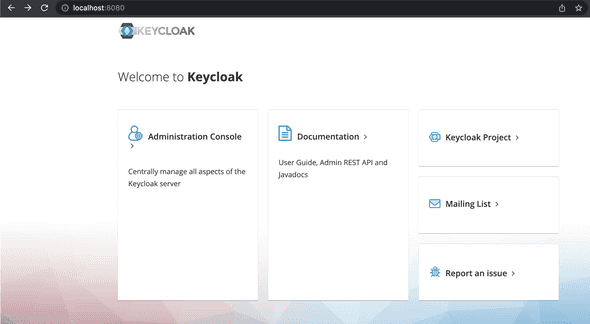 localhost:8080
KEYCLOAK
Welcome to Keycloak
Administration Console
Centrally manage all aspects of the
Keycloak server
Documentation
User Guide, Admin REST API and
Javadocs
Keycloak Project
Mailing List
Report an issue